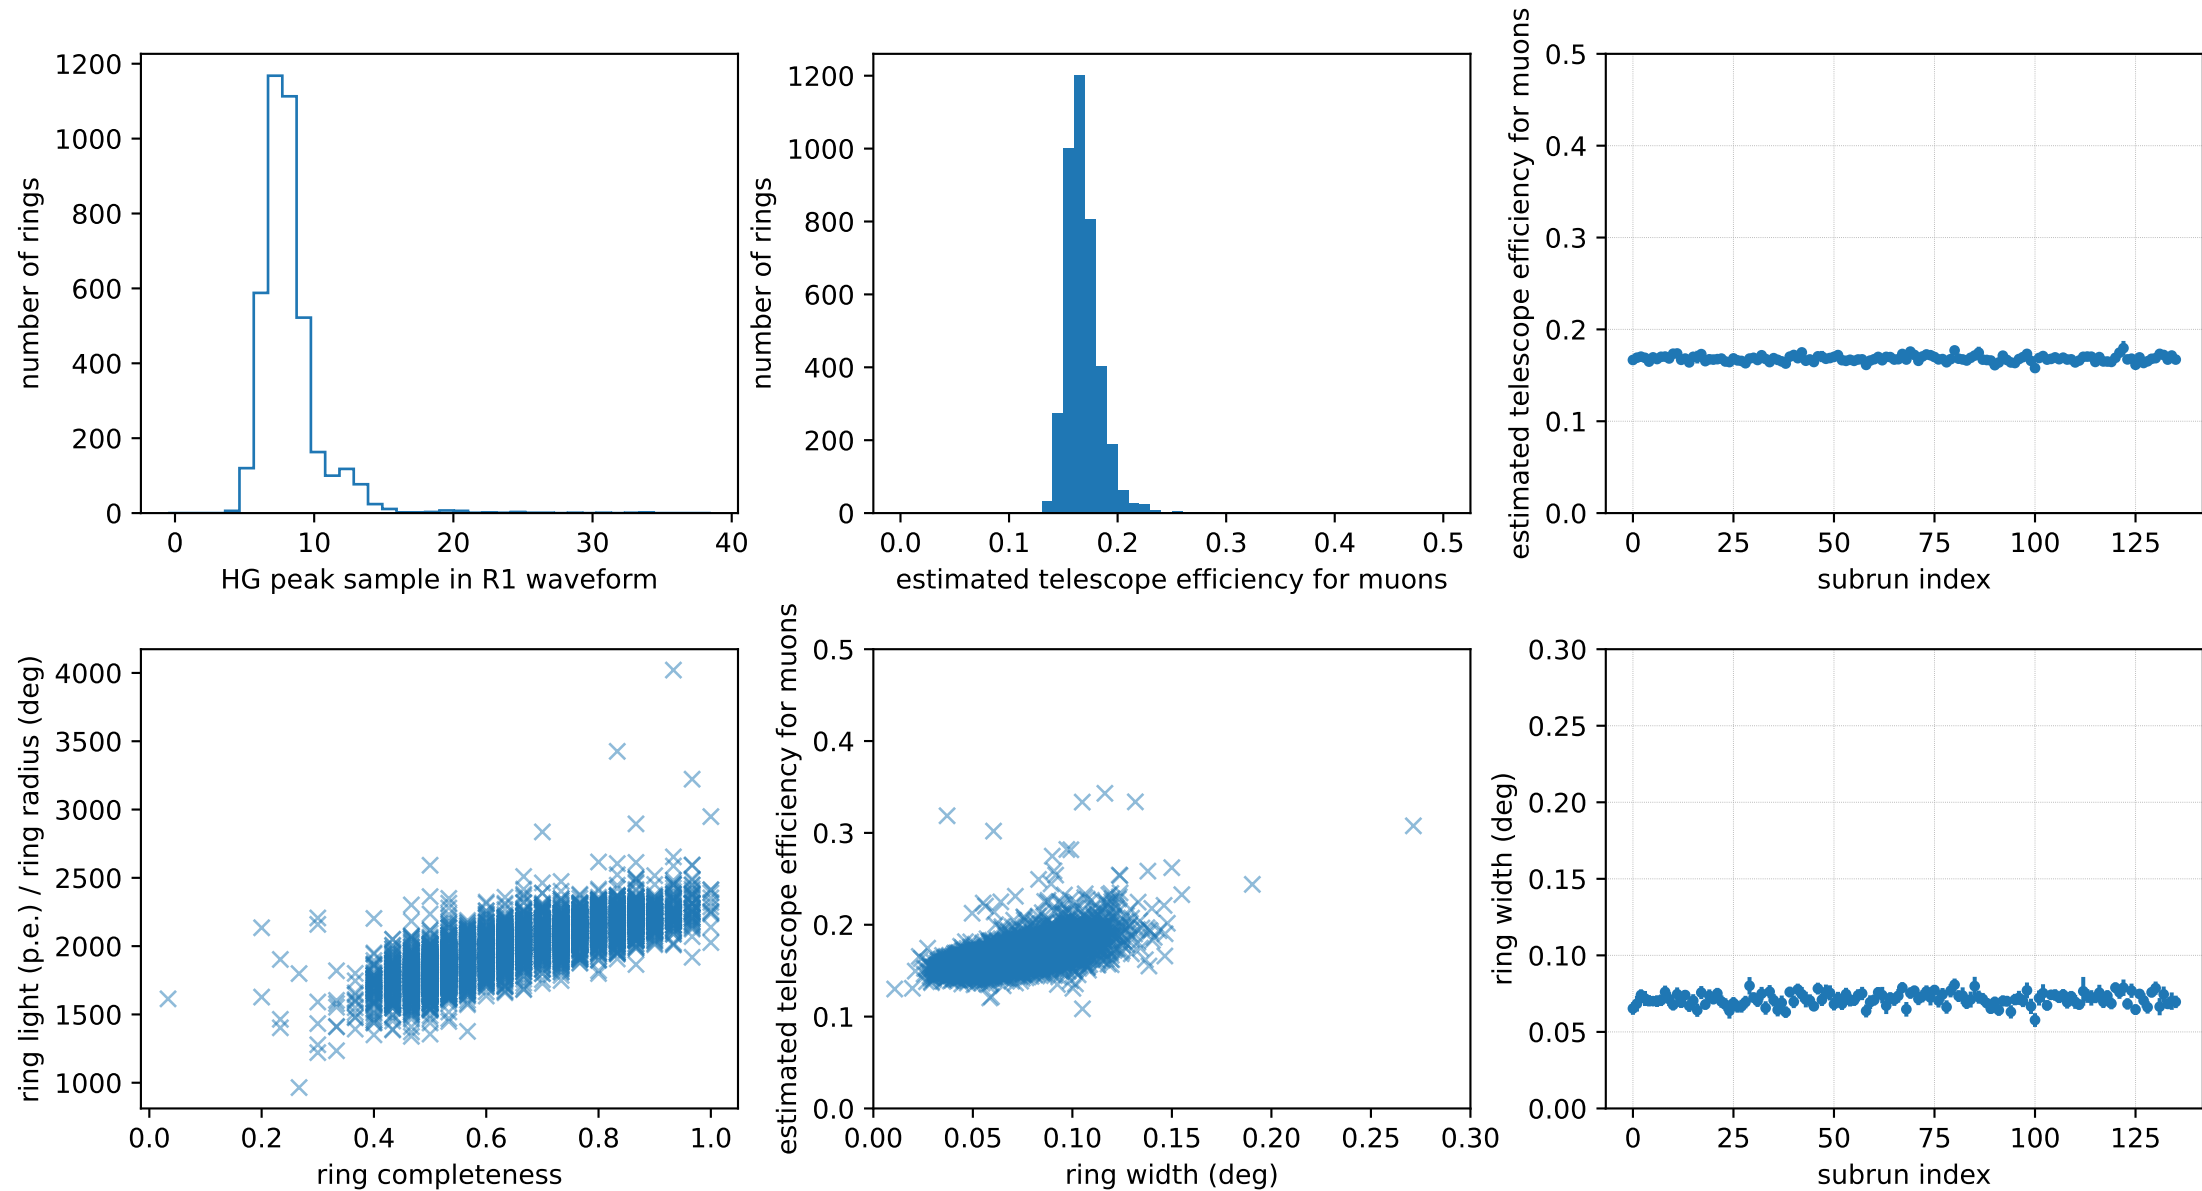 number of rings
1200
1000
800
600
400
200
0
0 10 20 30 40
HG peak sample in R1 waveform
number of rings
1200
1000
800
600
400
200
0
0.0 0.1 0.2 0.3 0.4 0.5
estimated telescope efficiency for muons
estimated telescope efficiency for muons
0.5
0.4
0.3
0.2
0.1
0.0
0 25 50 75 100 125
subrun index
ring light (p.e.) / ring radius (deg)
4000
3500
3000
2500
2000
1500
1000
0.0 0.2 0.4 0.6 0.8 1.0
ring completeness
estimated telescope efficiency for muons
0.5
0.4
0.3
0.2
0.1
0.0
0.00 0.05 0.10 0.15 0.20 0.25 0.30
ring width (deg)
ring width (deg)
0.30
0.25
0.20
0.15
0.10
0.05
0.00
0 25 50 75 100 125
subrun index